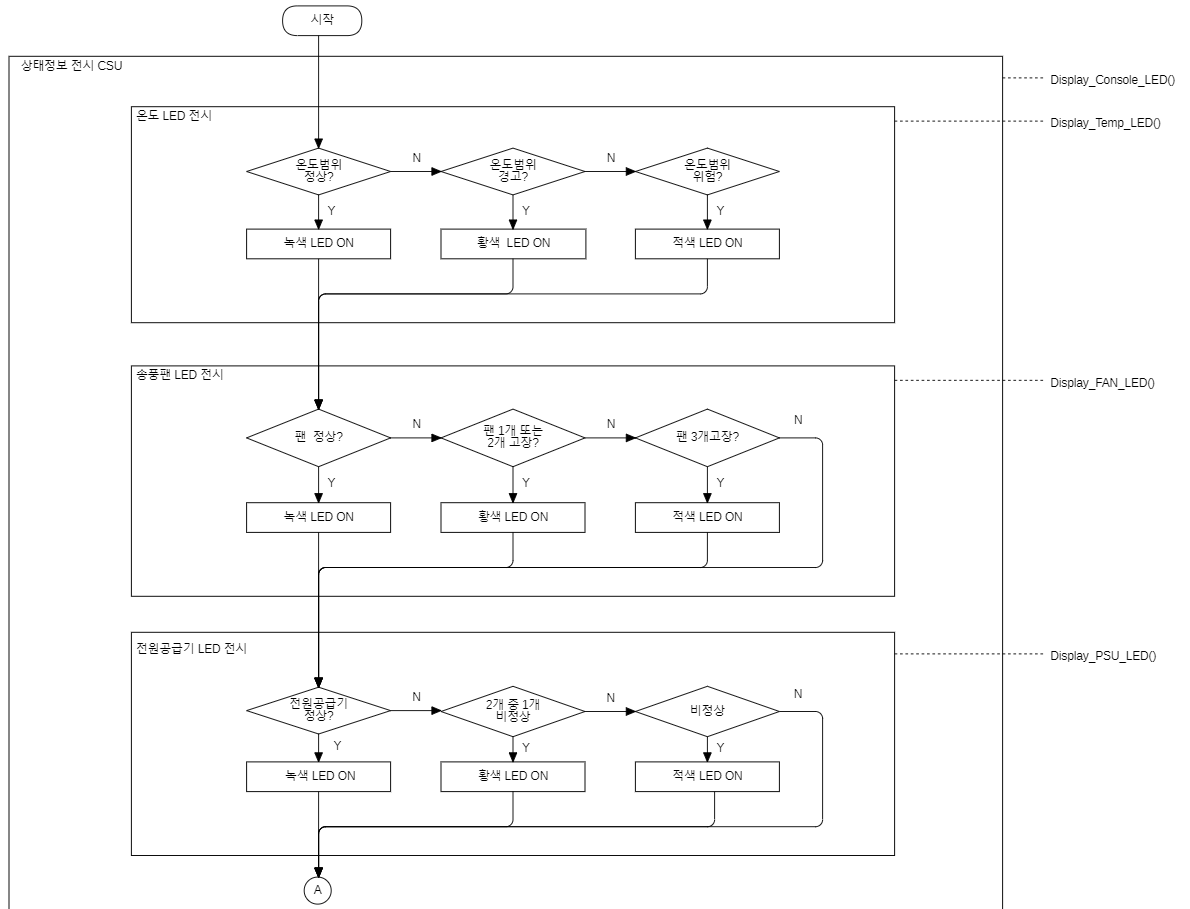 시작
상태정보 전시 CSU
Display_Console_LED()
온도 LED 전시
Display_Temp_LED()
온도범위
정상?
N
온도범위
경고?
N
온도범위
위험?
Y
Y
Y
녹색 LED ON
황색 LED ON
적색 LED ON
송풍팬 LED 전시
Display_FAN_LED()
팬 정상?
N
팬 1개 또는
2개 고장?
N
팬 3개고장?
N
Y
Y
Y
녹색 LED ON
황색 LED ON
적색 LED ON
전원공급기 LED 전시
Display_PSU_LED()
전원공급기
정상?
N
2개 중 1개
비정상
N
비정상
N
Y
Y
Y
녹색 LED ON
황색 LED ON
적색 LED ON
A